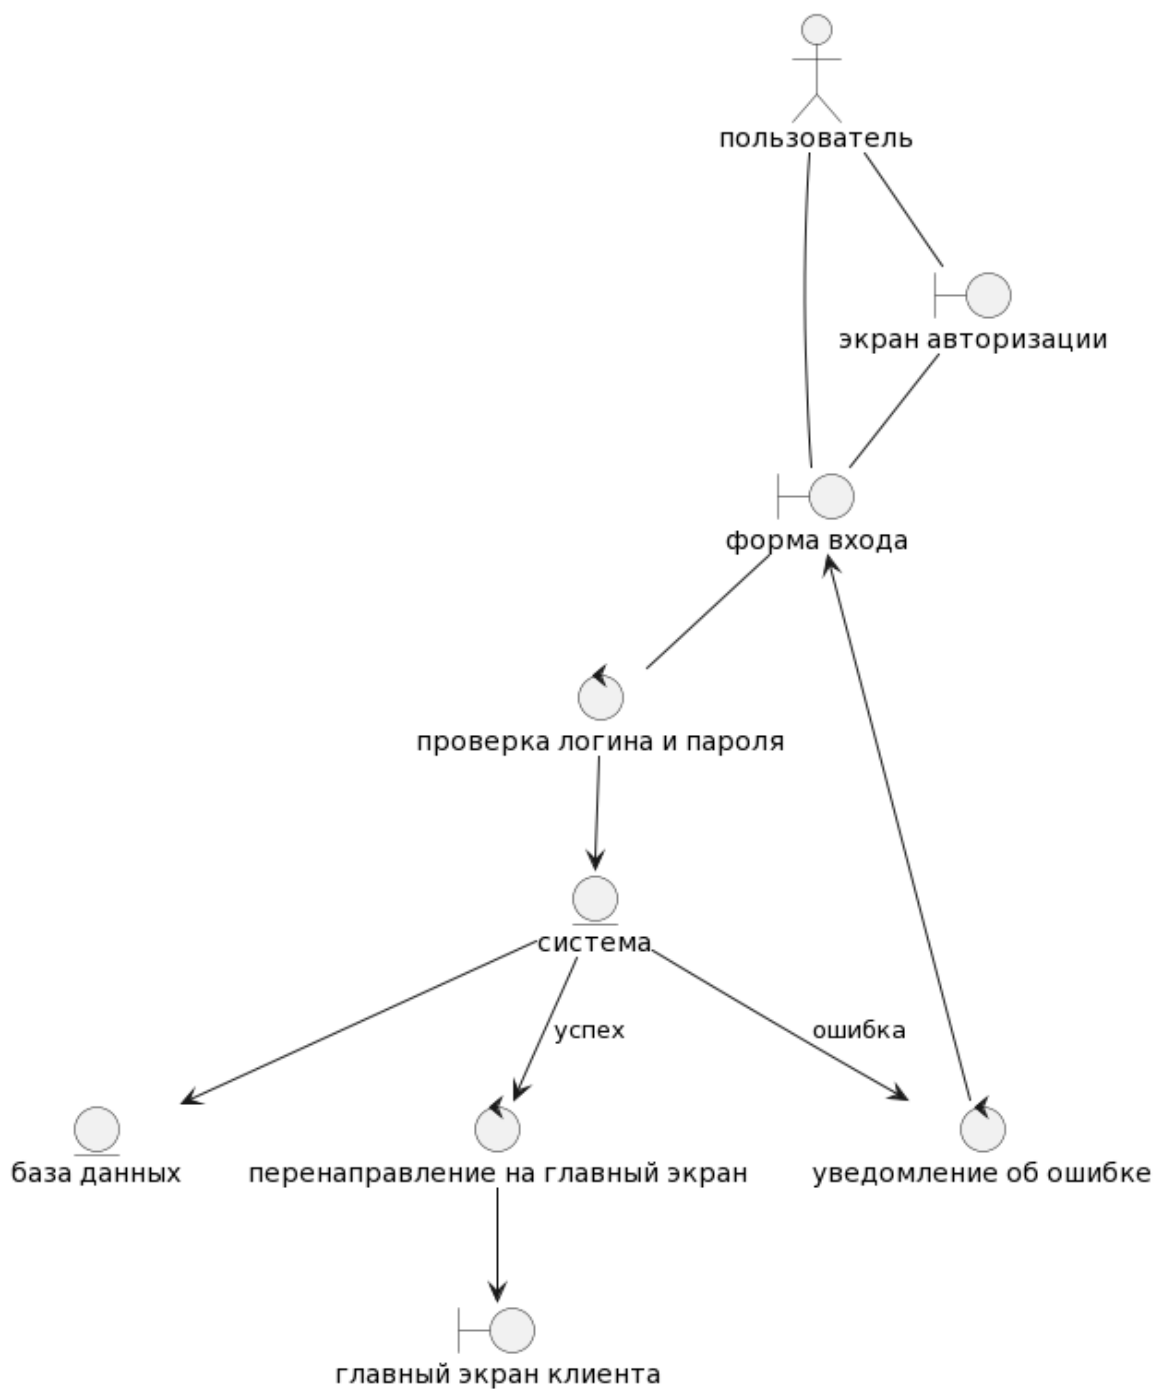 пользователь
экран авторизации
форма входа
проверка логина и пароля
система
успех
ошибка
база данных
перенаправление на главный экран
уведомление об ошибке
главный экран клиента